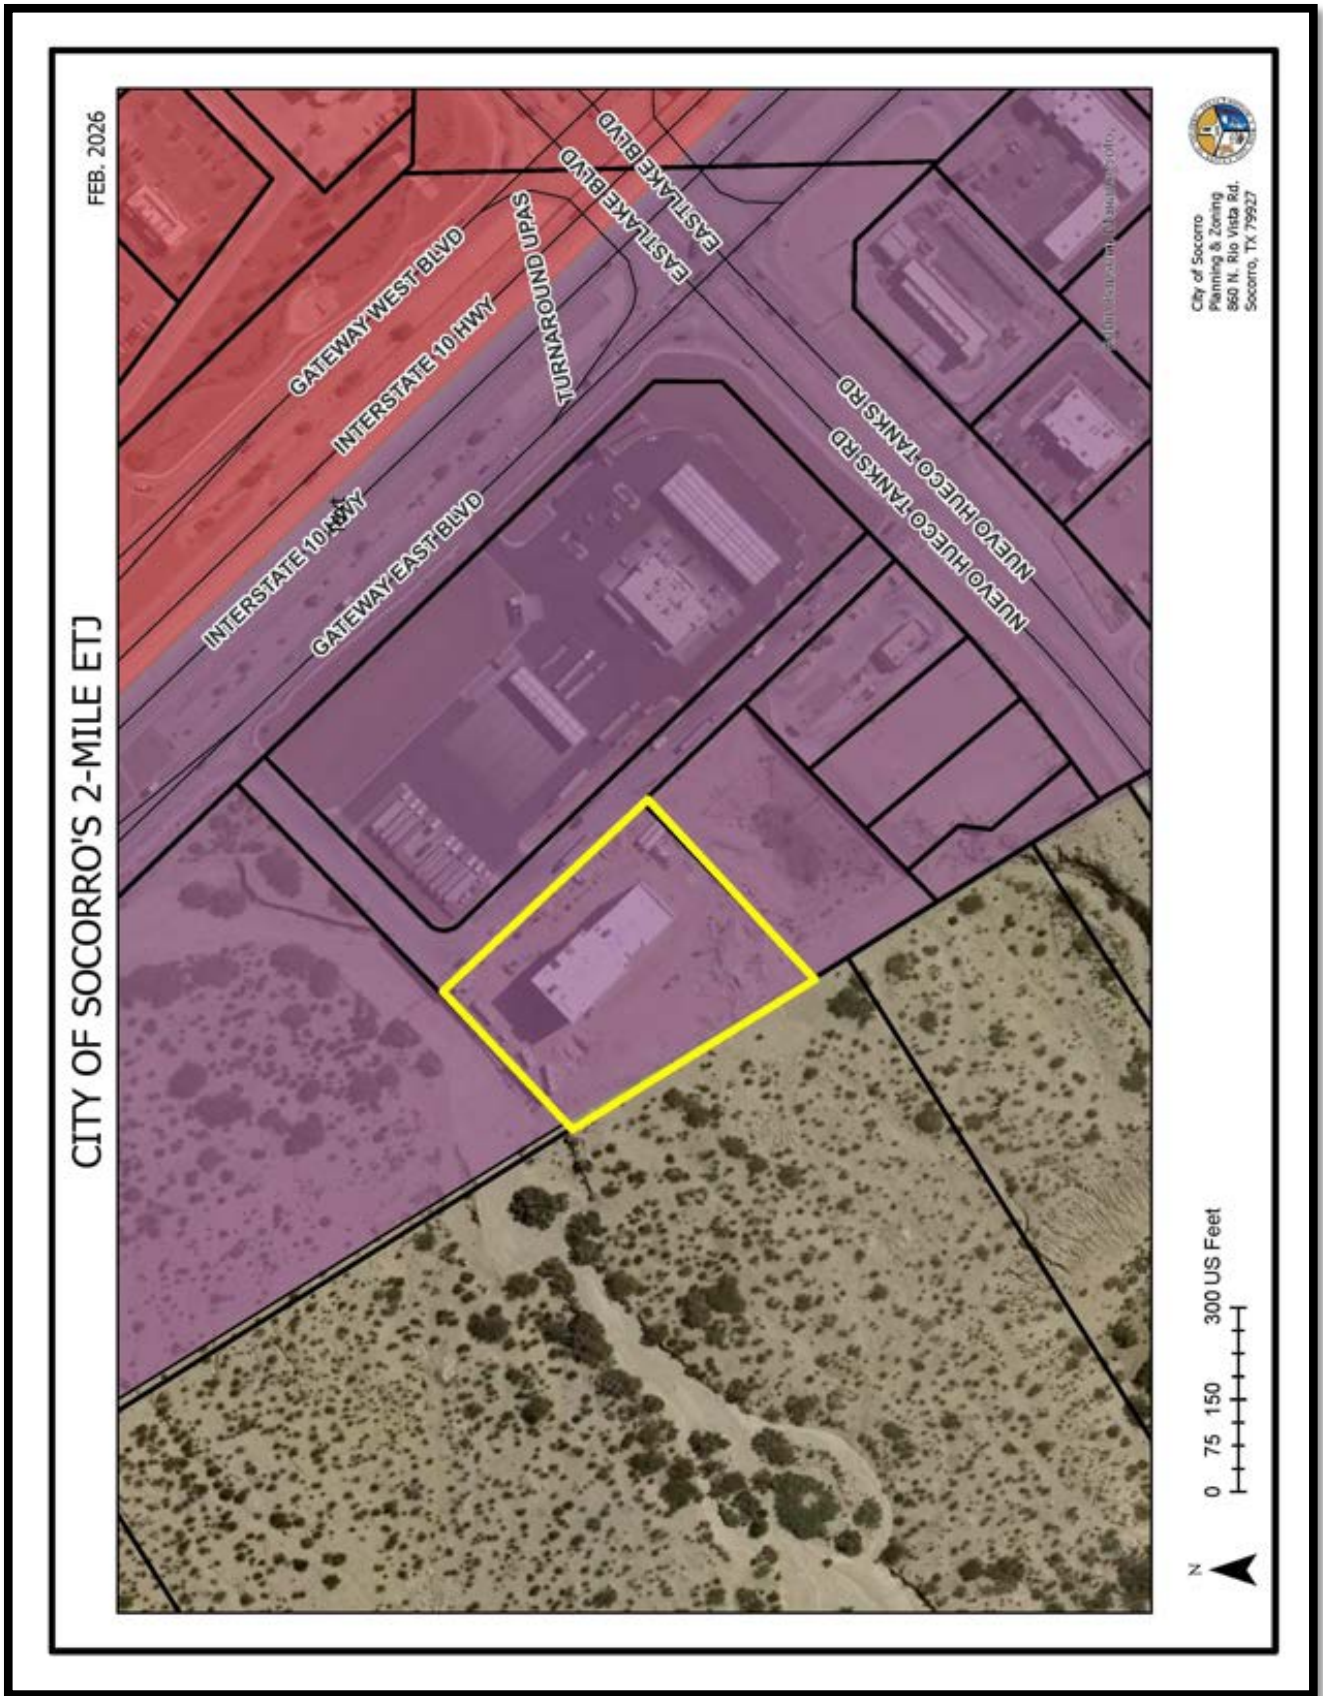 CITY OF SOCORRO'S 2-MILE ETJ
FEB. 2026
GATEWAY WEST BLVD
INTERSTATE 10 HWY
INTERSTATE 10 HWY
GATEWAY EAST BLVD
TURNAROUND UPAS
EASTLAKE BLVD
EASTLAKE BLVD
NUEVO HUECO TANKS RD
NUEVO HUECO TANKS RD
N
0 75 150 300 US Feet
City of Socorro
Planning & Zoning
860 N. Rio Vista Rd.
Socorro, TX 79927